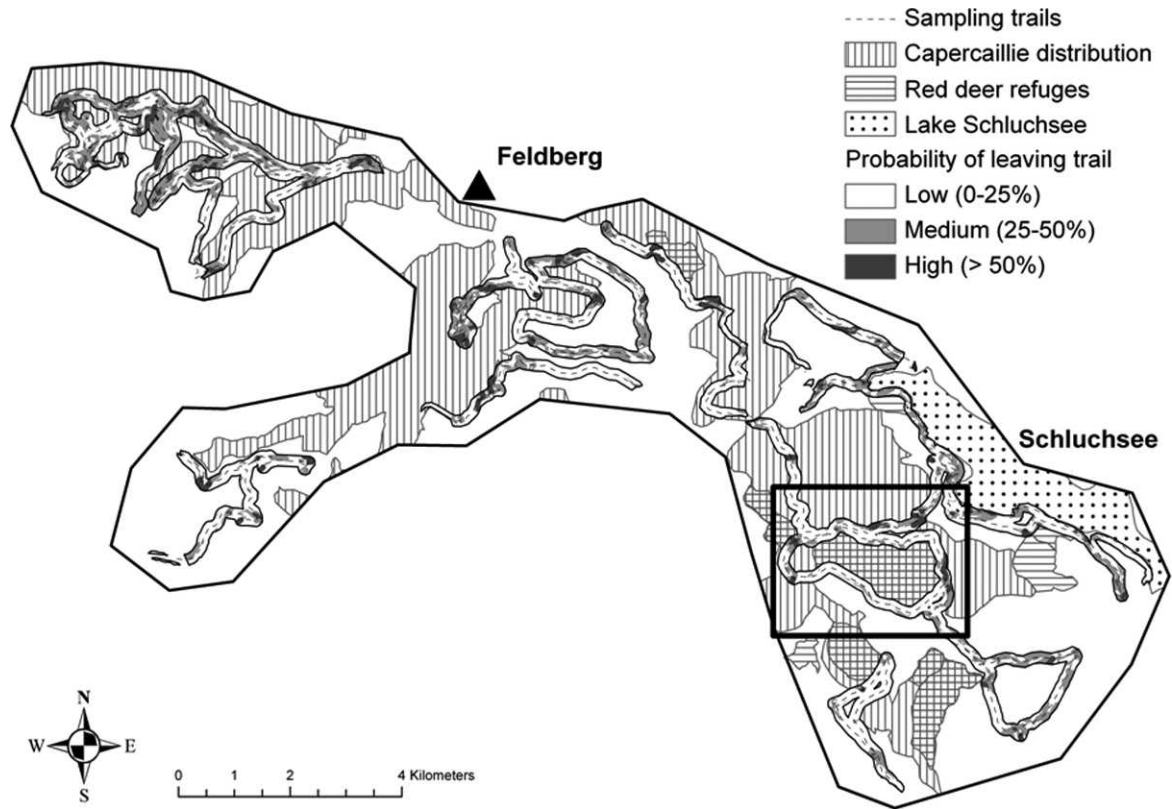 Sampling trails
Capercaillie distribution
Red deer refuges
Lake Schluchsee
Probability of leaving trail
Low (0-25%)
Medium (25-50%)
High (> 50%)
Feldberg
Schluchsee
N
W E
S
0 1 2 4 Kilometers